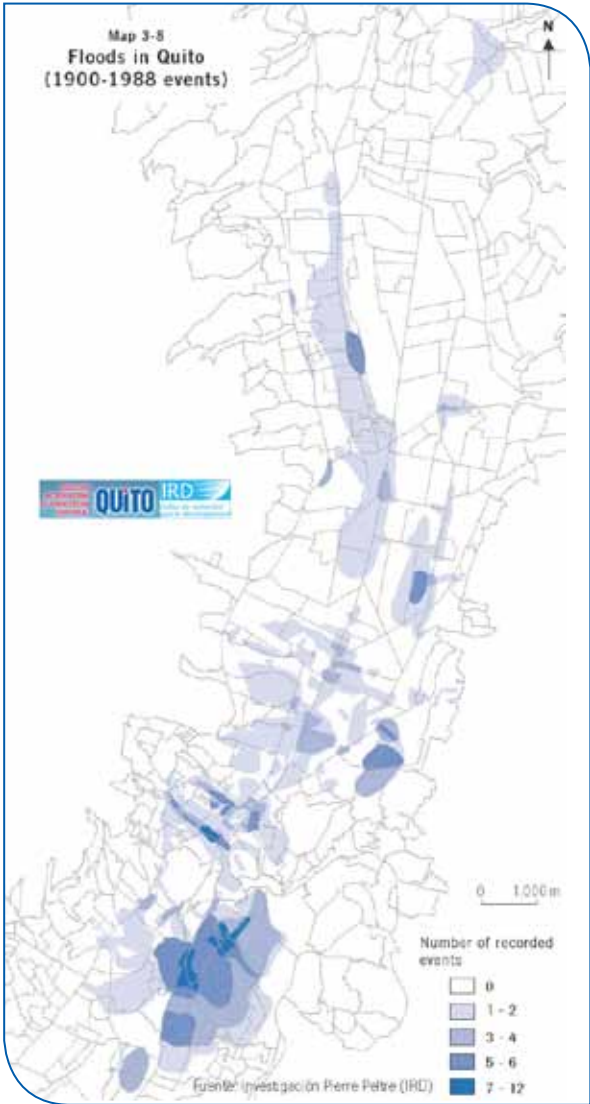 Map 3-8
Floods in Quito
(1900-1988 events)
N
QUITO
IRD
0 1.000 m
Number of recorded
events
0
1 - 2
3 - 4
5 - 6
7 - 12
Fuente: Investigación Pierre Peltre (IRD)